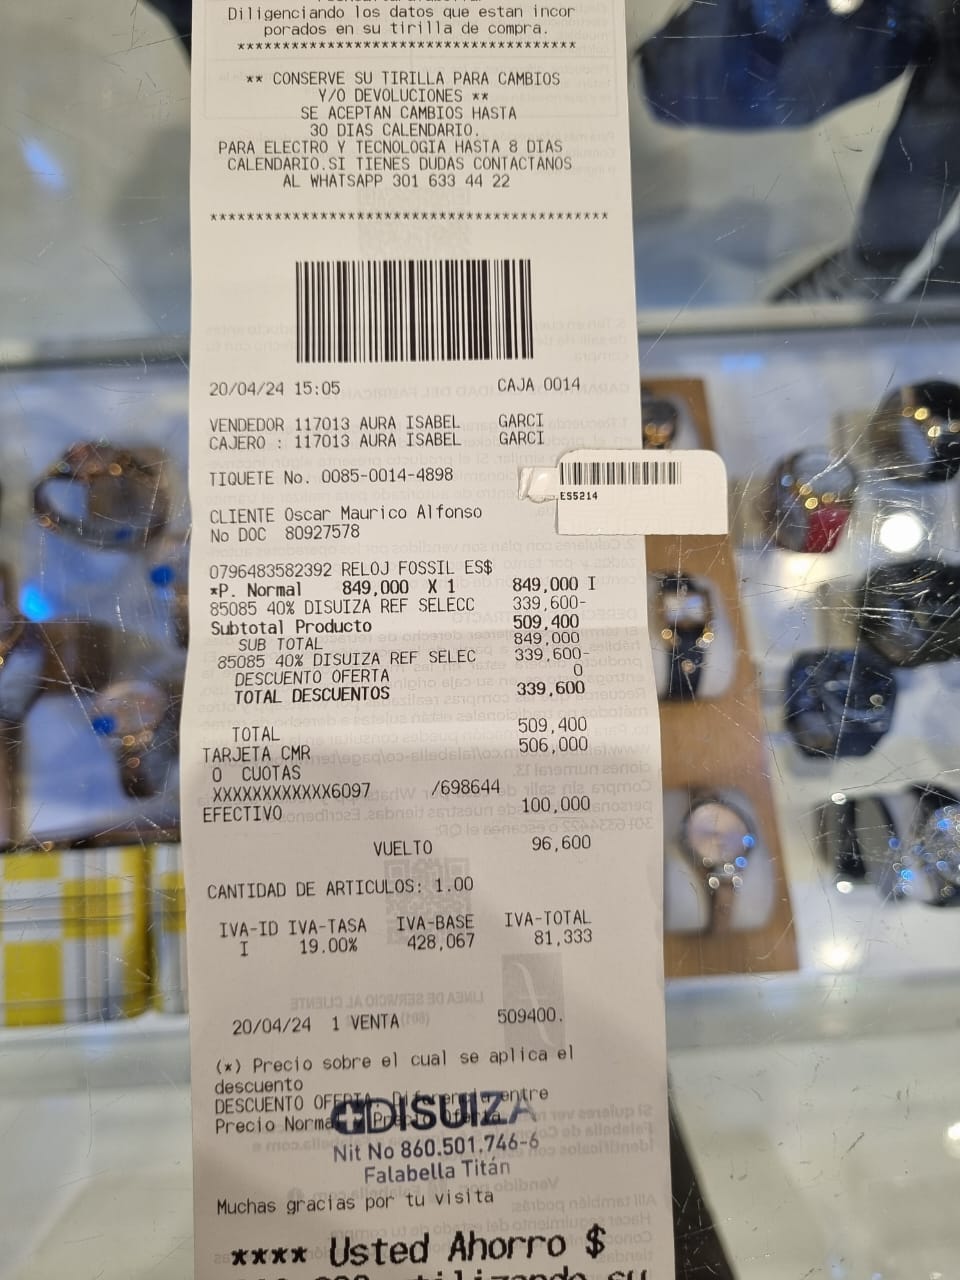 Diligenciando los datos que estan incor
porados en su tirilla de compra.
*************************************
** CONSERVE SU TIRILLA PARA CAMBIOS
Y/O DEVOLUCIONES **
SE ACEPTAN CAMBIOS HASTA
30 DIAS CALENDARIO.
PARA ELECTRO Y TECNOLOGIA HASTA 8 DIAS
CALENDARIO.SI TIENES DUDAS CONTACTANOS
AL WHATSAPP 301 633 44 22
*******************************************
20/04/24 15:05 CAJA 0014
VENDEDOR 117013 AURA ISABEL GARCI
CAJERO : 117013 AURA ISABEL GARCI
TIQUETE No. 0085-0014-4898
ES5214
CLIENTE Oscar Maurico Alfonso
No DOC 80927578
0796483582392 RELOJ FOSSIL ES$
*P. Normal 849,000 X 1 849,000 I
85085 40% DISUIZA REF SELECC 339,600-
Subtotal Producto 509,400
SUB TOTAL 849,000
85085 40% DISUIZA REF SELEC 339,600-
DESCUENTO OFERTA 0
TOTAL DESCUENTOS 339,600
TOTAL 509,400
TARJETA CMR 506,000
0 CUOTAS
XXXXXXXXXXXX6097 /698644
EFECTIVO 100,000
VUELTO 96,600
CANTIDAD DE ARTICULOS: 1.00
IVA-ID IVA-TASA IVA-BASE IVA-TOTAL
I 19.00% 428,067 81,333
20/04/24 1 VENTA 509400.
(*) Precio sobre el cual se aplica el
descuento
DESCUENTO OFERTA: Diferencia entre
Precio Normal Precio Oferta
DISUIZA
Nit No 860.501.746-6
Falabella Titán
Muchas gracias por tu visita
**** Usted Ahorro $
utilizando su